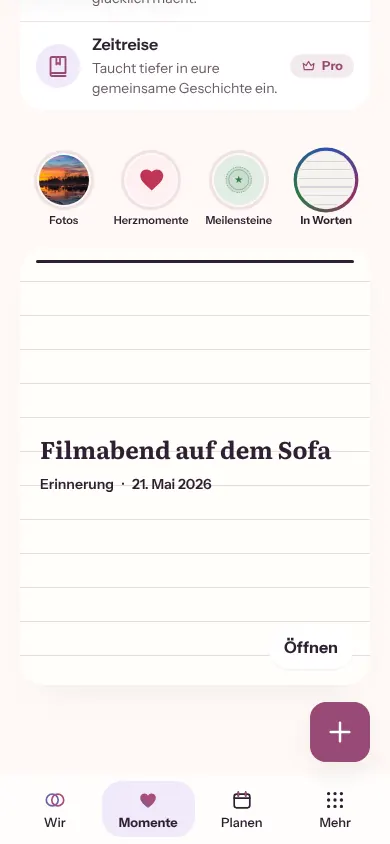 Zeitreise
Taucht tiefer in eure
gemeinsame Geschichte ein.
Pro
Fotos
Herzmomente
Meilensteine
In Worten
Filmabend auf dem Sofa
Erinnerung · 21. Mai 2026
Öffnen
Wir
Momente
Planen
Mehr